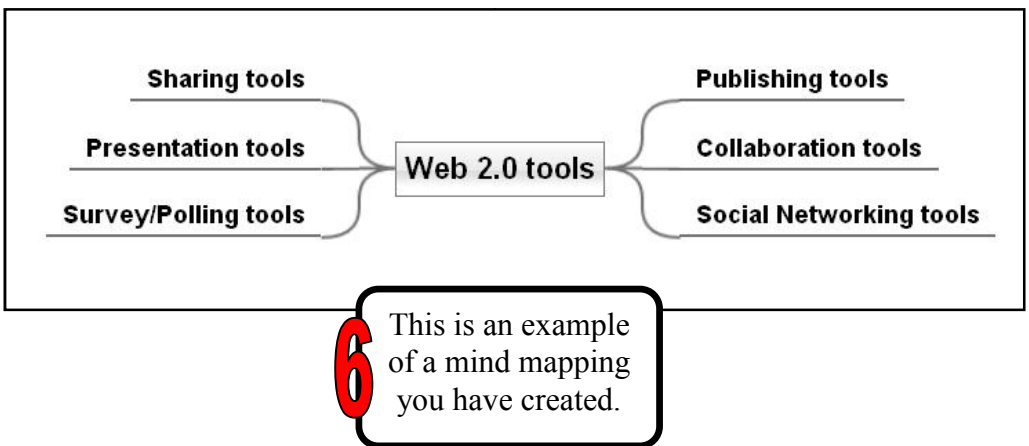 Sharing tools
Presentation tools
Survey/Polling tools
Web 2.0 tools
Publishing tools
Collaboration tools
Social Networking tools
6
This is an example
of a mind mapping
you have created.